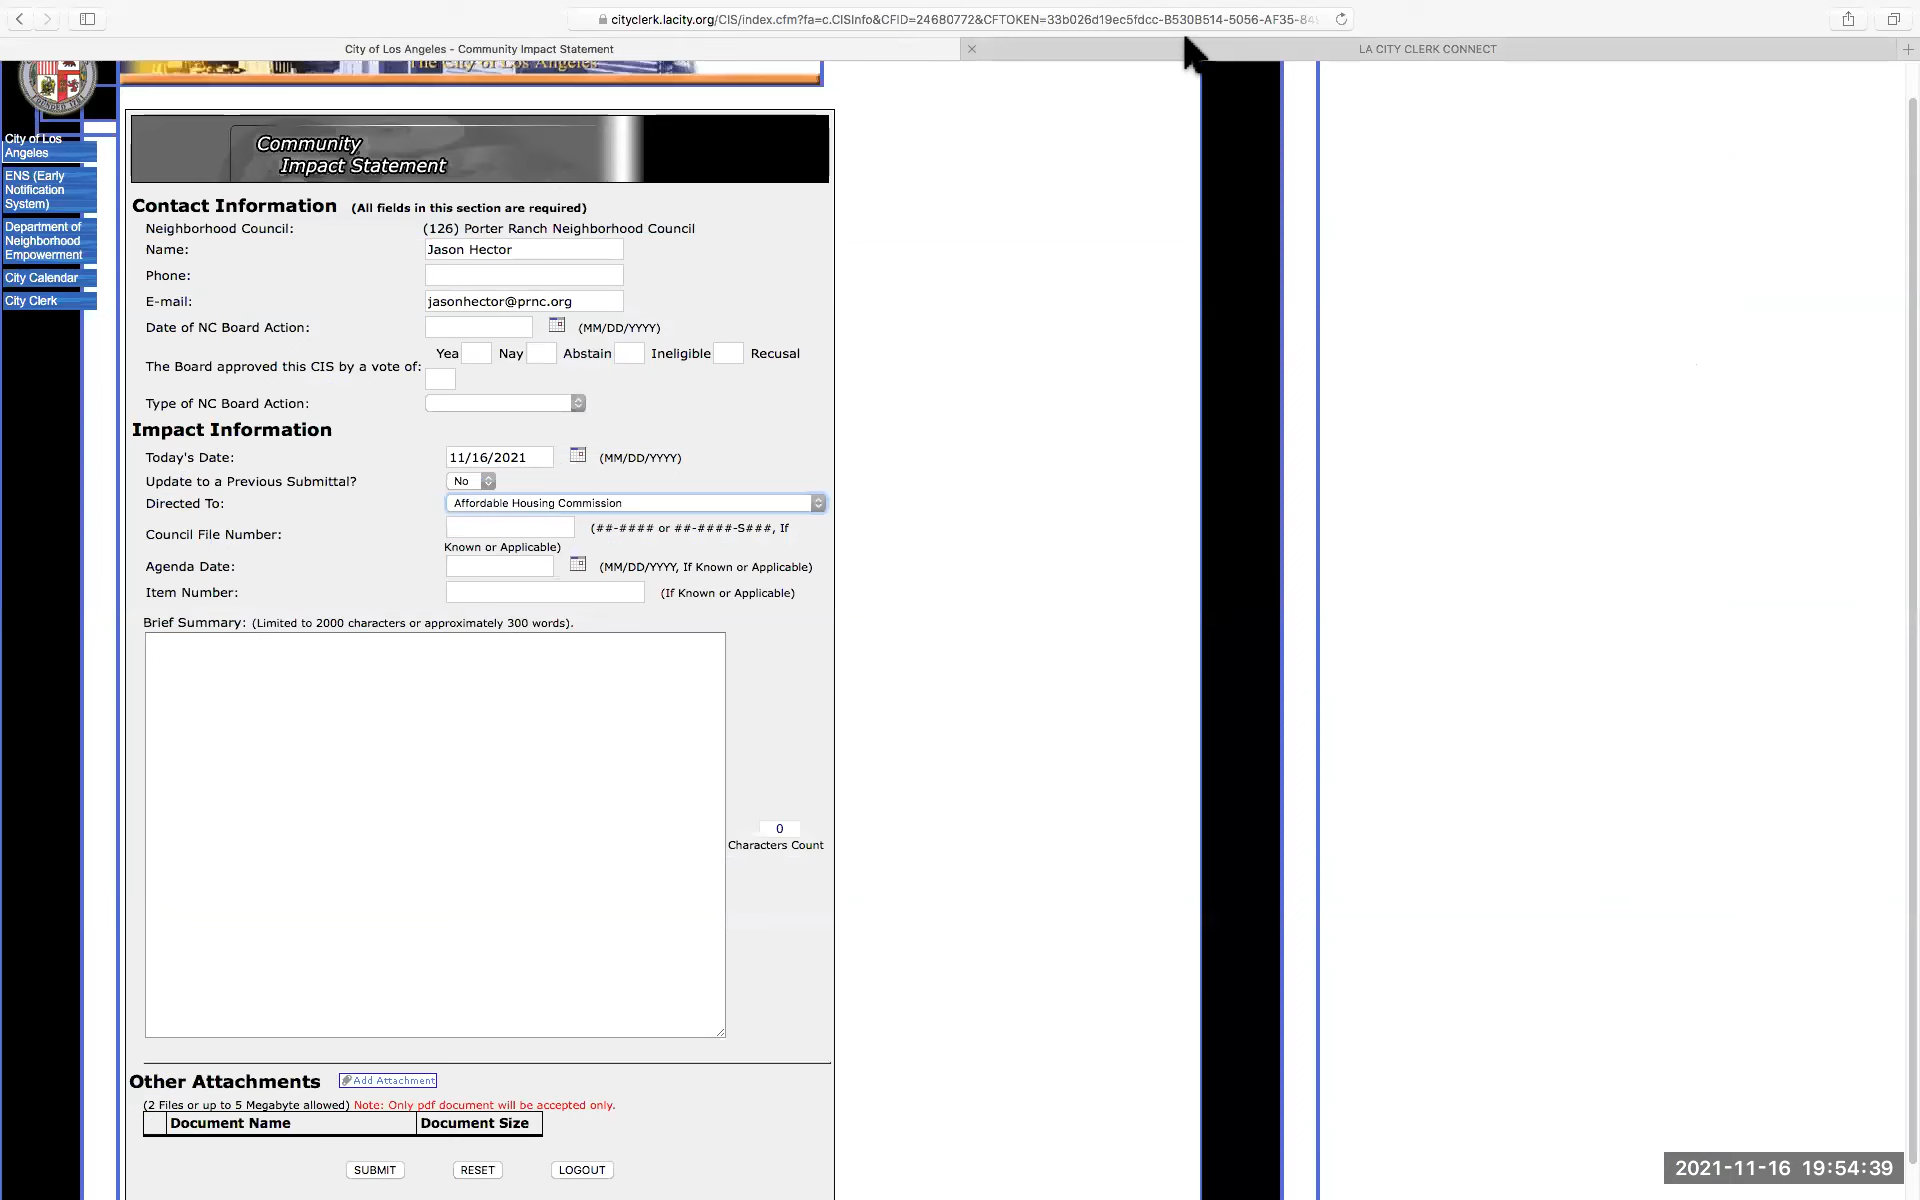 cityclerk.lacity.org/CIS/index.cfm?fa=c.CISInfo&CFID=24680772&CFTOKEN=33b026d19ec5fdcc-B530B514-5056-AF35-84
City of Los Angeles - Community Impact Statement
LA CITY CLERK CONNECT
The City of Los Angeles
FOUNDED 1781
City of Los
Angeles
ENS (Early
Notification
System)
Department of
Neighborhood
Empowerment
City Calendar
City Clerk
Community
Impact Statement
Contact Information (All fields in this section are required)
Neighborhood Council: (126) Porter Ranch Neighborhood Council
Name: Jason Hector
Phone:
E-mail: jasonhector@prnc.org
Date of NC Board Action: (MM/DD/YYYY)
Yea Nay Abstain Ineligible Recusal
The Board approved this CIS by a vote of:
Type of NC Board Action:
Impact Information
Today's Date: 11/16/2021 (MM/DD/YYYY)
Update to a Previous Submittal? No
Directed To: Affordable Housing Commission
Council File Number: (##-#### or ##-####-S###, If
Known or Applicable)
Agenda Date: (MM/DD/YYYY, If Known or Applicable)
Item Number: (If Known or Applicable)
Brief Summary: (Limited to 2000 characters or approximately 300 words).
0
Characters Count
Other Attachments Add Attachment
(2 Files or up to 5 Megabyte allowed) Note: Only pdf document will be accepted only.
Document Name Document Size
SUBMIT RESET LOGOUT
2021-11-16 19:54:39